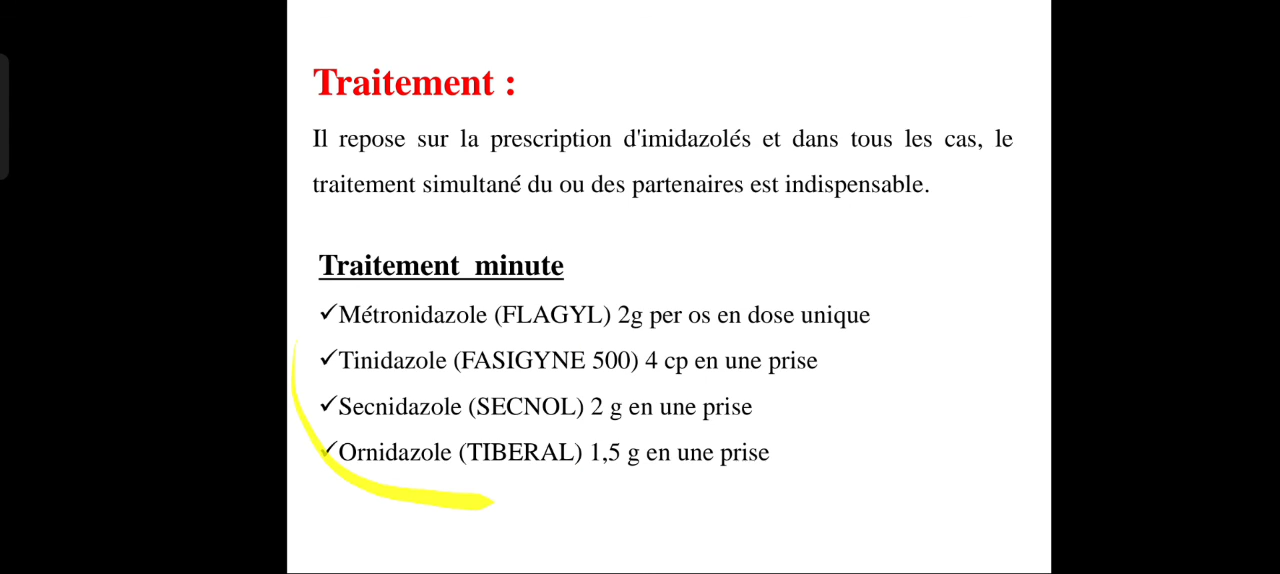 Traitement :
Il repose sur la prescription d'imidazolés et dans tous les cas, le
traitement simultané du ou des partenaires est indispensable.
Traitement minute
✓Métronidazole (FLAGYL) 2g per os en dose unique
✓Tinidazole (FASIGYNE 500) 4 cp en une prise
✓Secnidazole (SECNOL) 2 g en une prise
✓Ornidazole (TIBERAL) 1,5 g en une prise